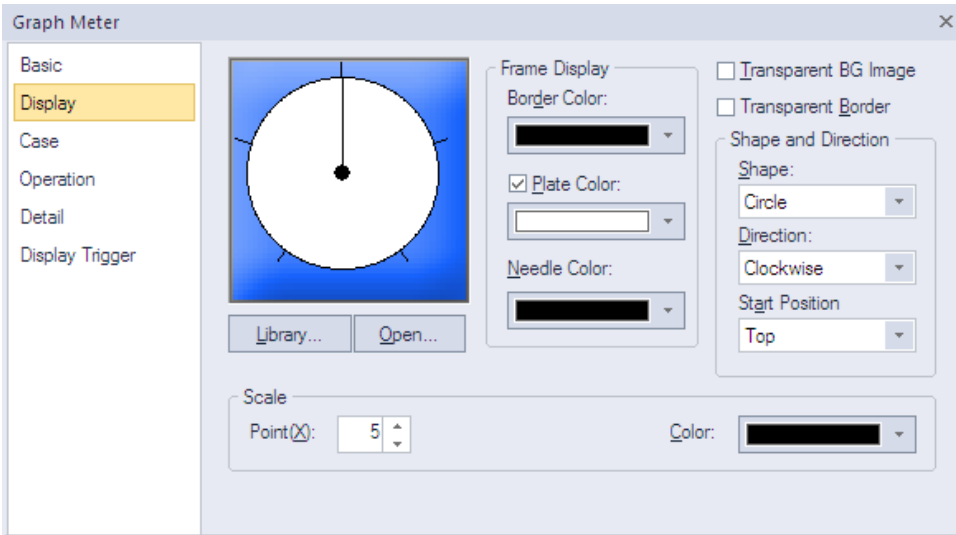 Graph Meter
Basic
Display
Case
Operation
Detail
Display Trigger
Library...
Open...
Frame Display
Border Color:
Plate Color:
Needle Color:
Transparent BG Image
Transparent Border
Shape and Direction
Shape:
Circle
Direction:
Clockwise
Start Position
Top
Scale
Point(X): 5
Color: